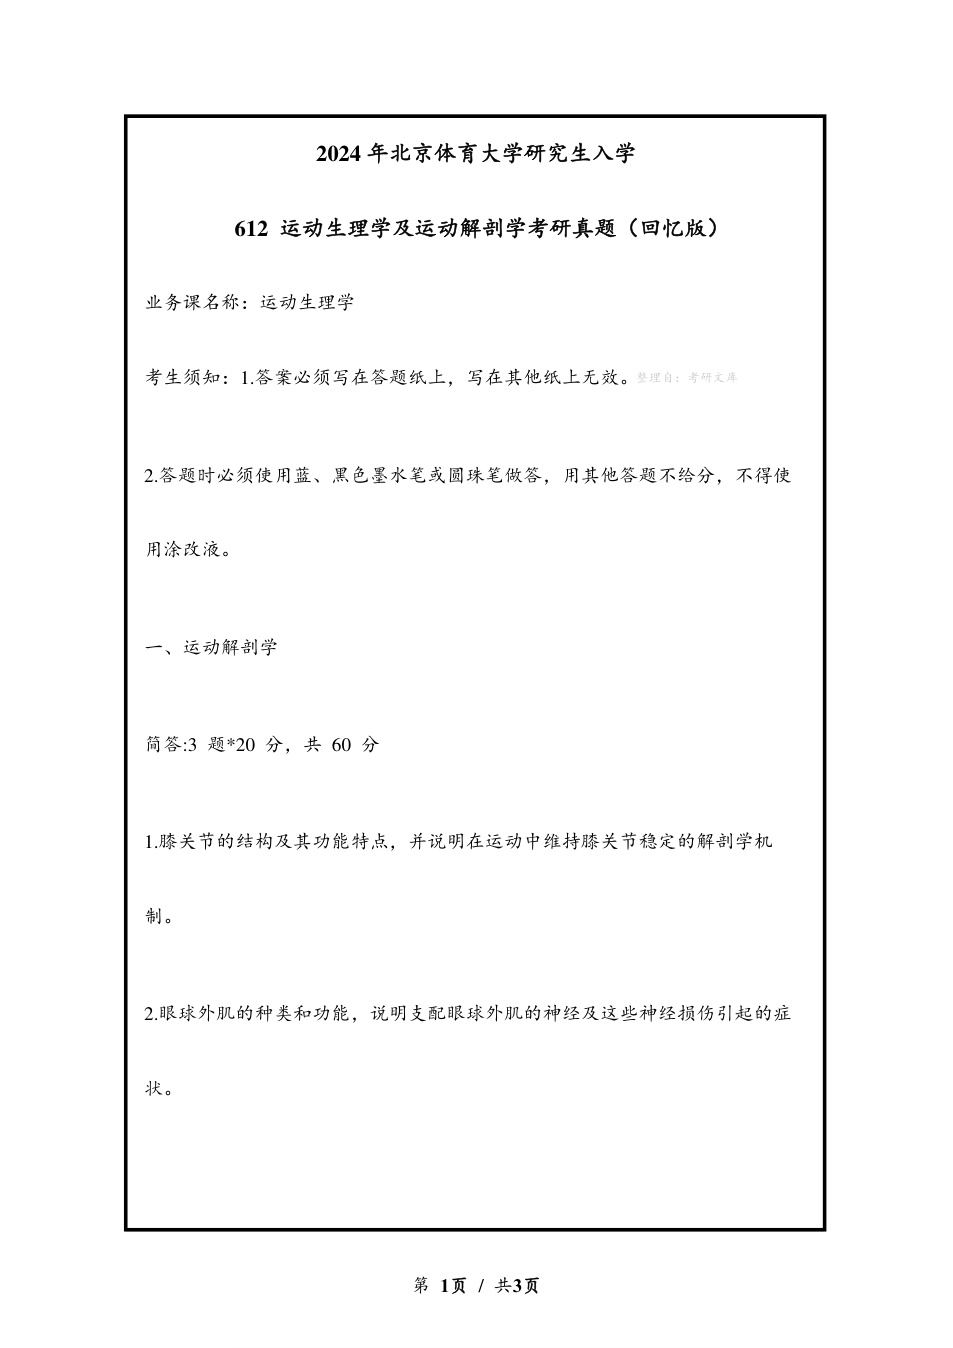 2024 年北京体育大学研究生入学
612 运动生理学及运动解剖学考研真题（回忆版）
业务课名称：运动生理学
考生须知：1.答案必须写在答题纸上，写在其他纸上无效。整理自：考研文库
2.答题时必须使用蓝、黑色墨水笔或圆珠笔做答，用其他答题不给分，不得使
用涂改液。
一、运动解剖学
简答:3 题*20 分，共 60 分
1.膝关节的结构及其功能特点，并说明在运动中维持膝关节稳定的解剖学机
制。
2.眼球外肌的种类和功能，说明支配眼球外肌的神经及这些神经损伤引起的症
状。
第 1页 / 共3页